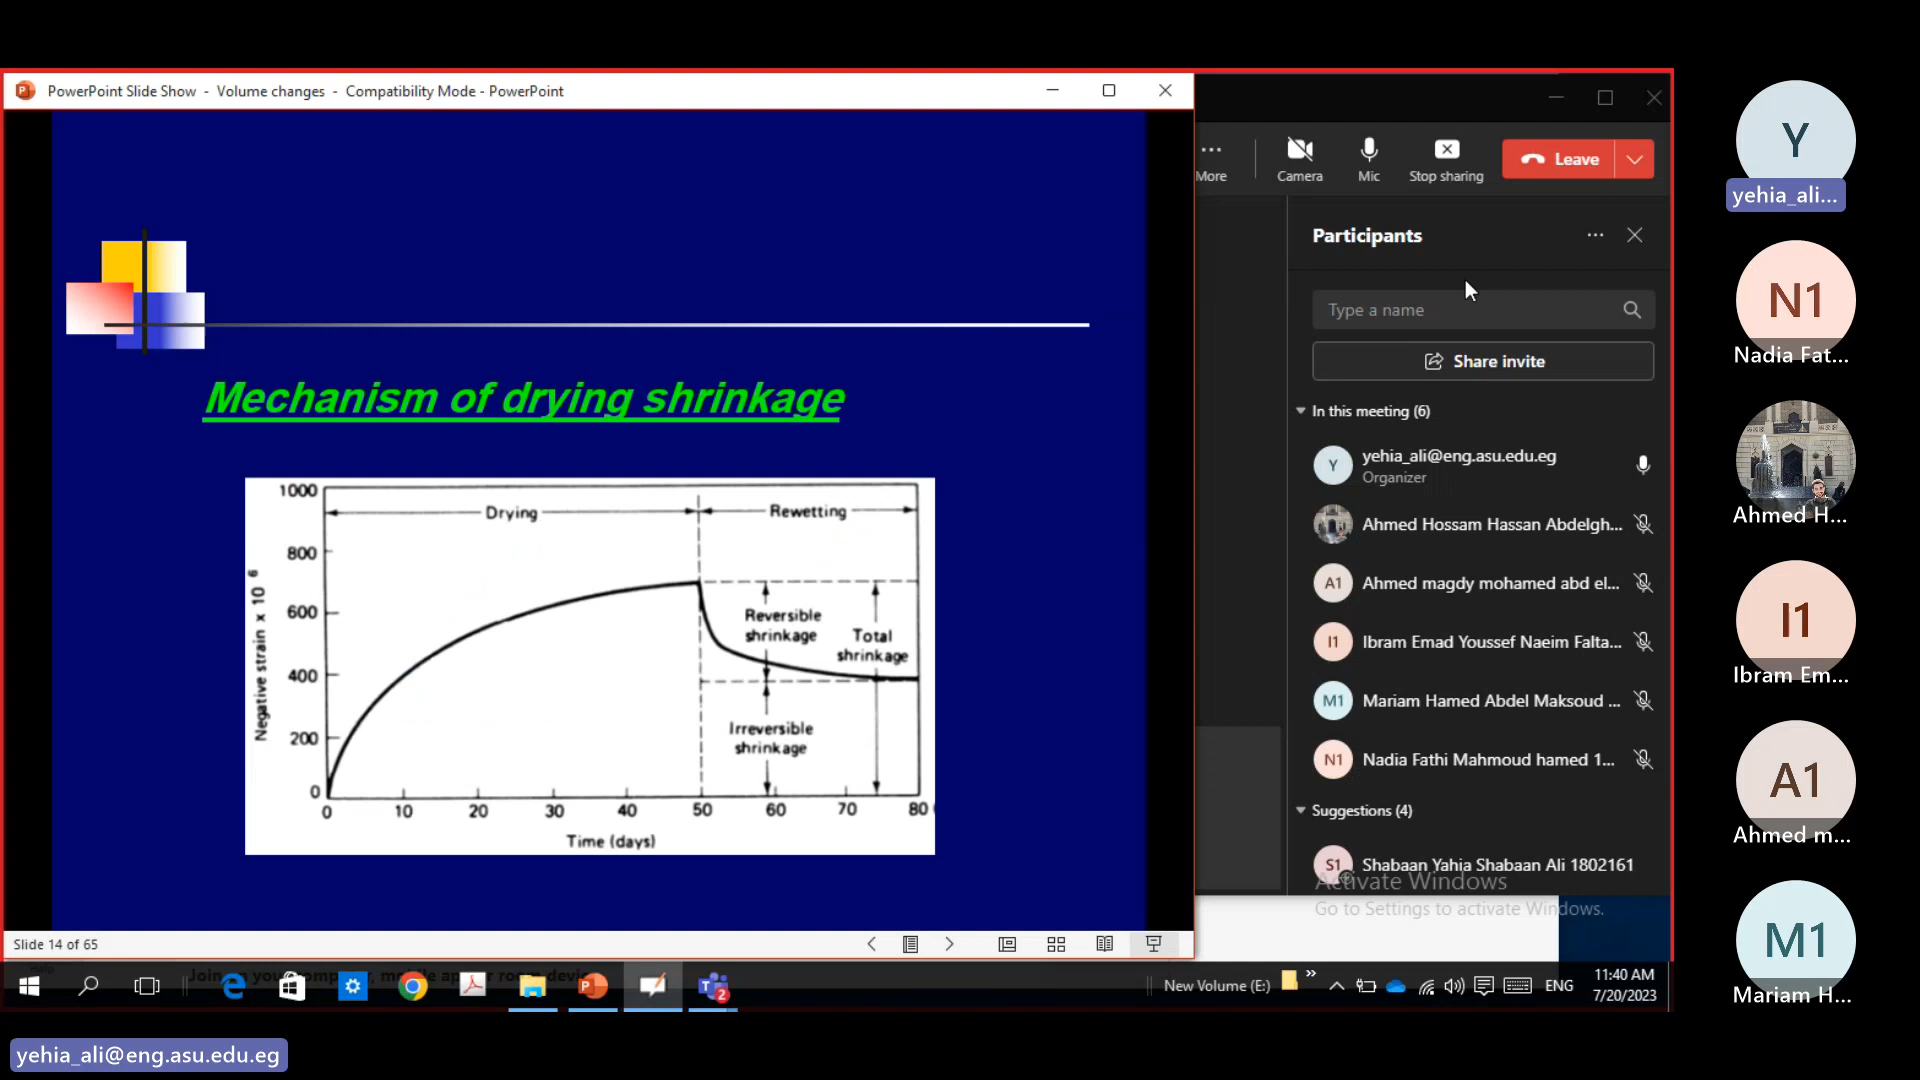 PowerPoint Slide Show - Volume changes - Compatibility Mode - PowerPoint
More
Camera
Mic
Stop sharing
Leave
Participants
Type a name
Share invite
In this meeting (6)
Y
yehia_ali@eng.asu.edu.eg
Organizer
Ahmed Hossam Hassan Abdelgh...
A1
Ahmed magdy mohamed abd el...
I1
Ibram Emad Youssef Naeim Falta...
M1
Mariam Hamed Abdel Maksoud ...
N1
Nadia Fathi Mahmoud hamed 1...
Suggestions (4)
S1
Shabaan Yahia Shabaan Ali 1802161
Activate Windows
Go to Settings to activate Windows.
Mechanism of drying shrinkage
1000
800
600
400
200
0
Negative strain x 10 6
Drying
Rewetting
Reversible
shrinkage
Total
shrinkage
Irreversible
shrinkage
0 10 20 30 40 50 60 70 80
Time (days)
Slide 14 of 65
2
New Volume (E:)
ENG
11:40 AM
7/20/2023
Y
yehia_ali...
N1
Nadia Fat...
Ahmed H...
I1
Ibram Em...
A1
Ahmed m...
M1
Mariam H...
yehia_ali@eng.asu.edu.eg